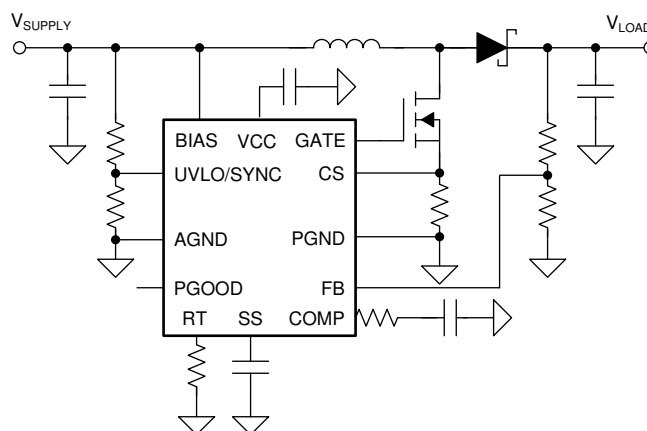 VSUPPLY
VLOAD
BIAS
VCC
GATE
UVLO/SYNC
CS
AGND
PGND
PGOOD
FB
RT
SS
COMP